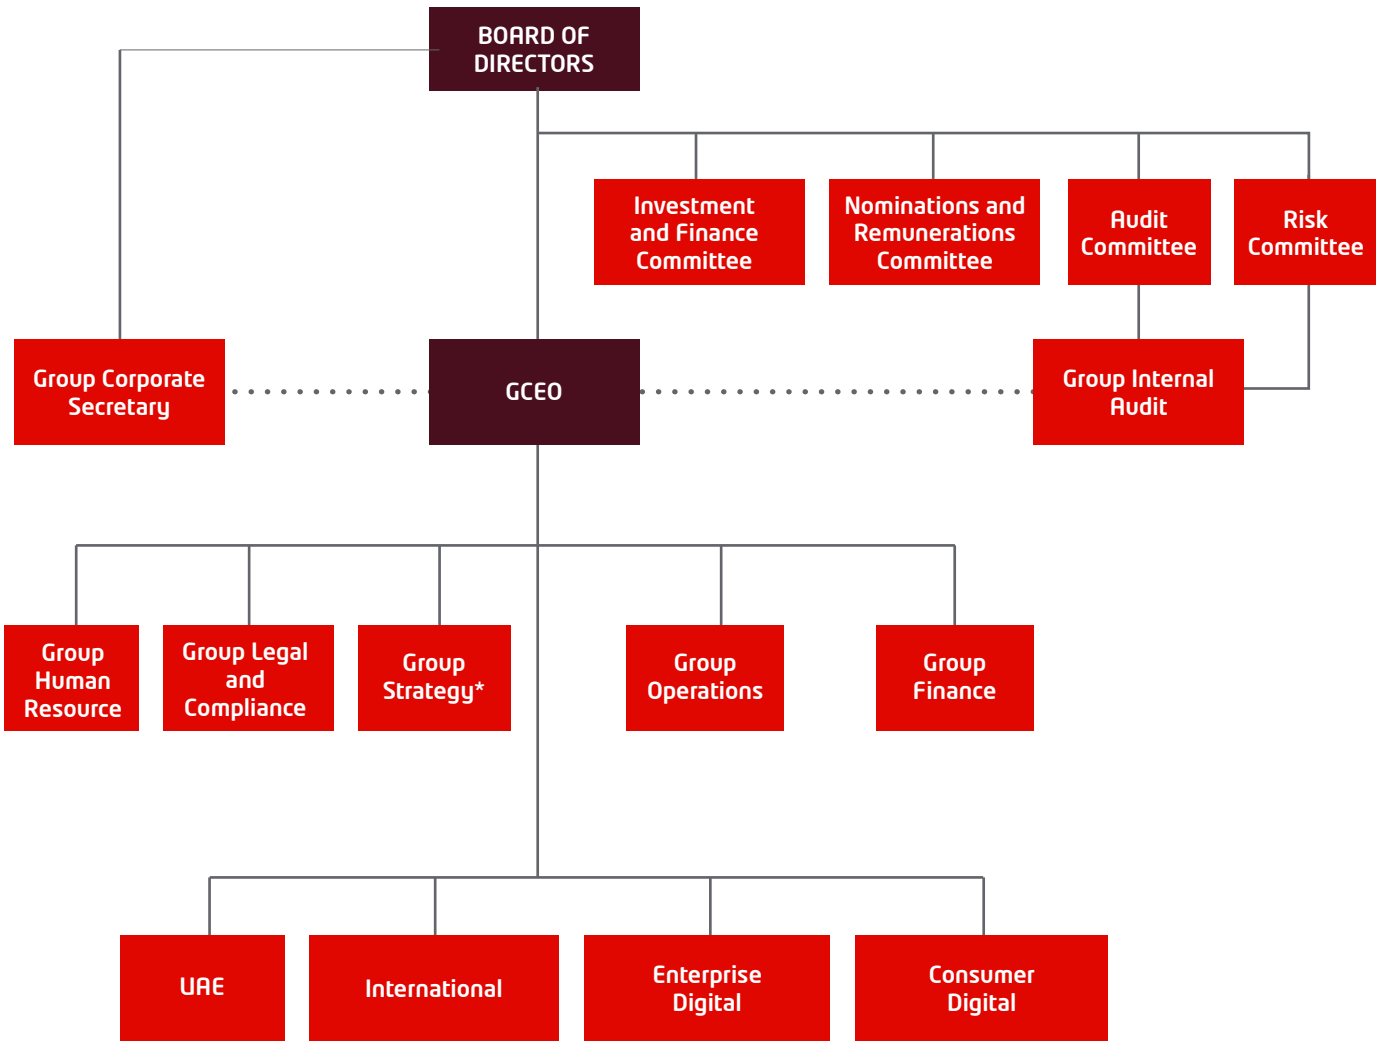 BOARD OF
DIRECTORS
Investment
and Finance
Committee
Nominations and
Remunerations
Committee
Audit
Committee
Risk
Committee
Group Corporate
Secretary
GCEO
Group Internal
Audit
Group
Human
Resource
Group Legal
and
Compliance
Group
Strategy*
Group
Operations
Group
Finance
UAE
International
Enterprise
Digital
Consumer
Digital